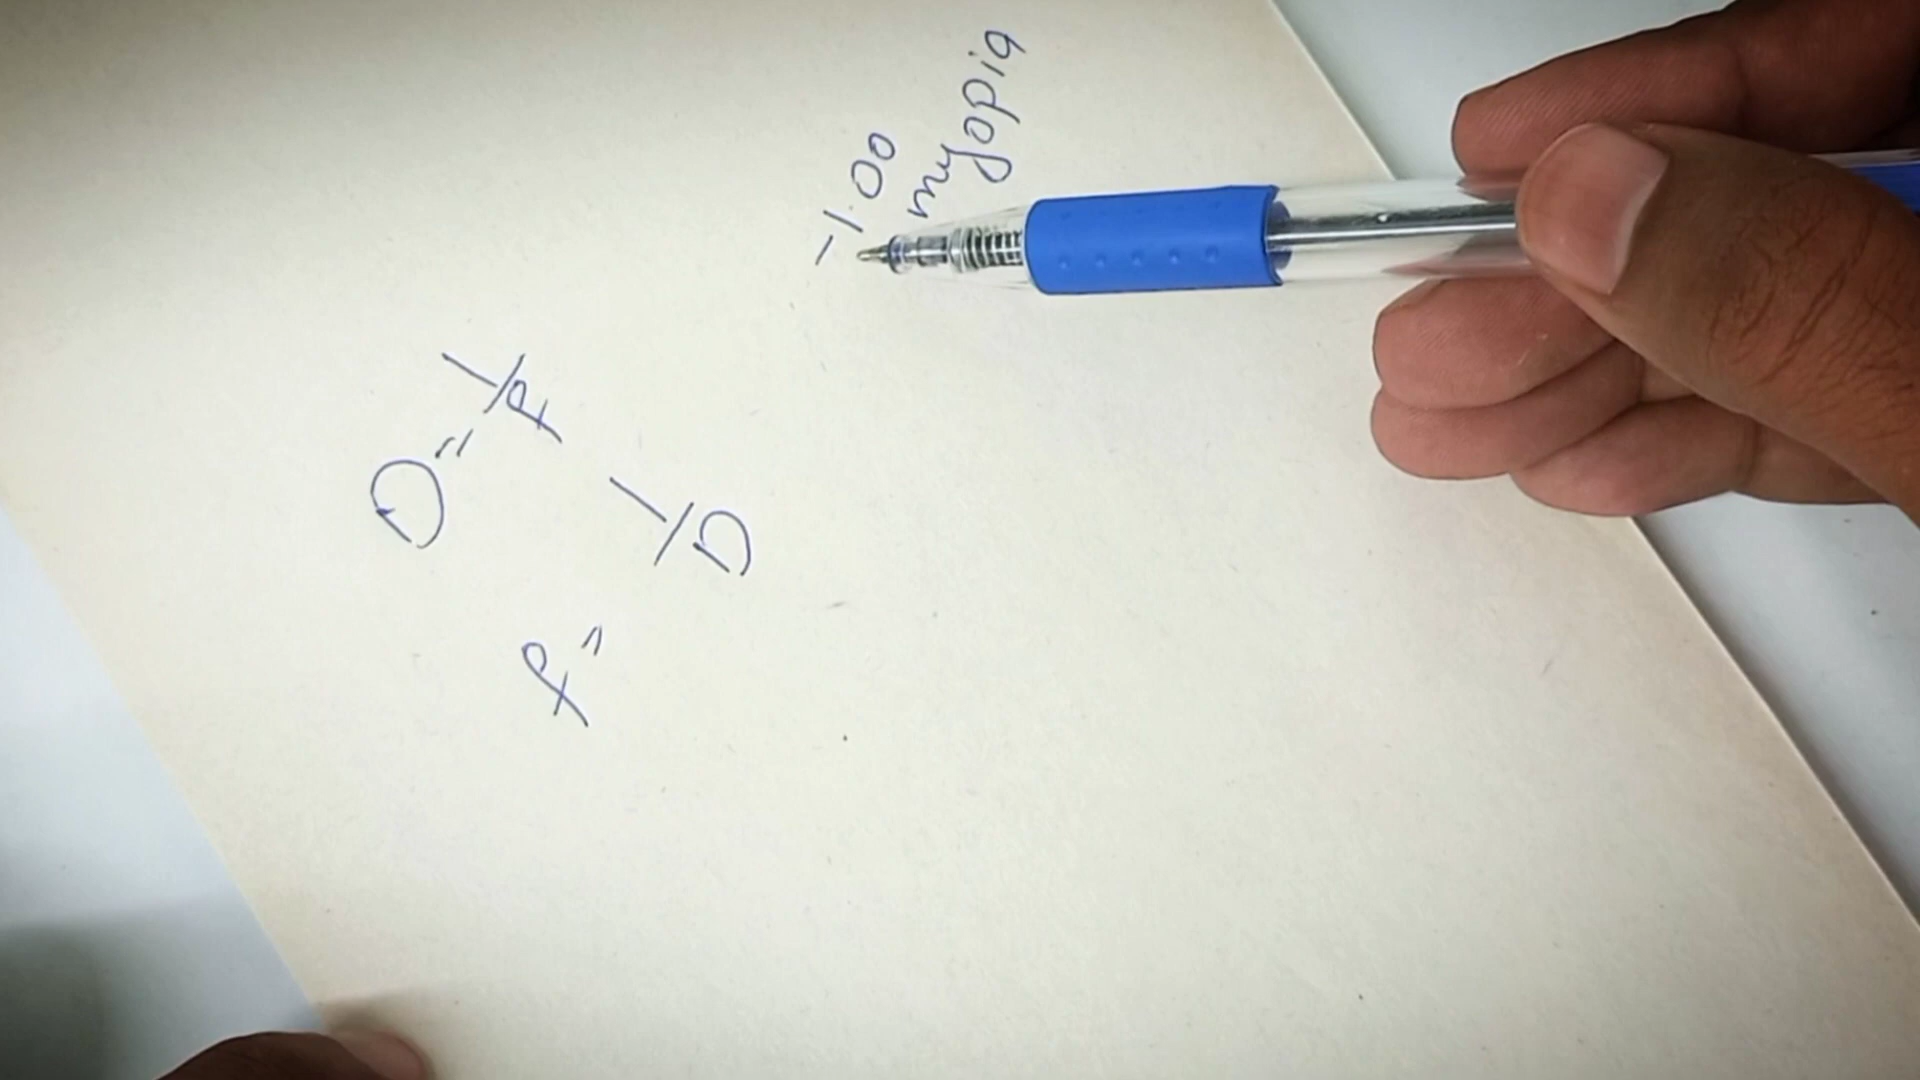 -1.00
myopia
D = 1/f
f = 1/D